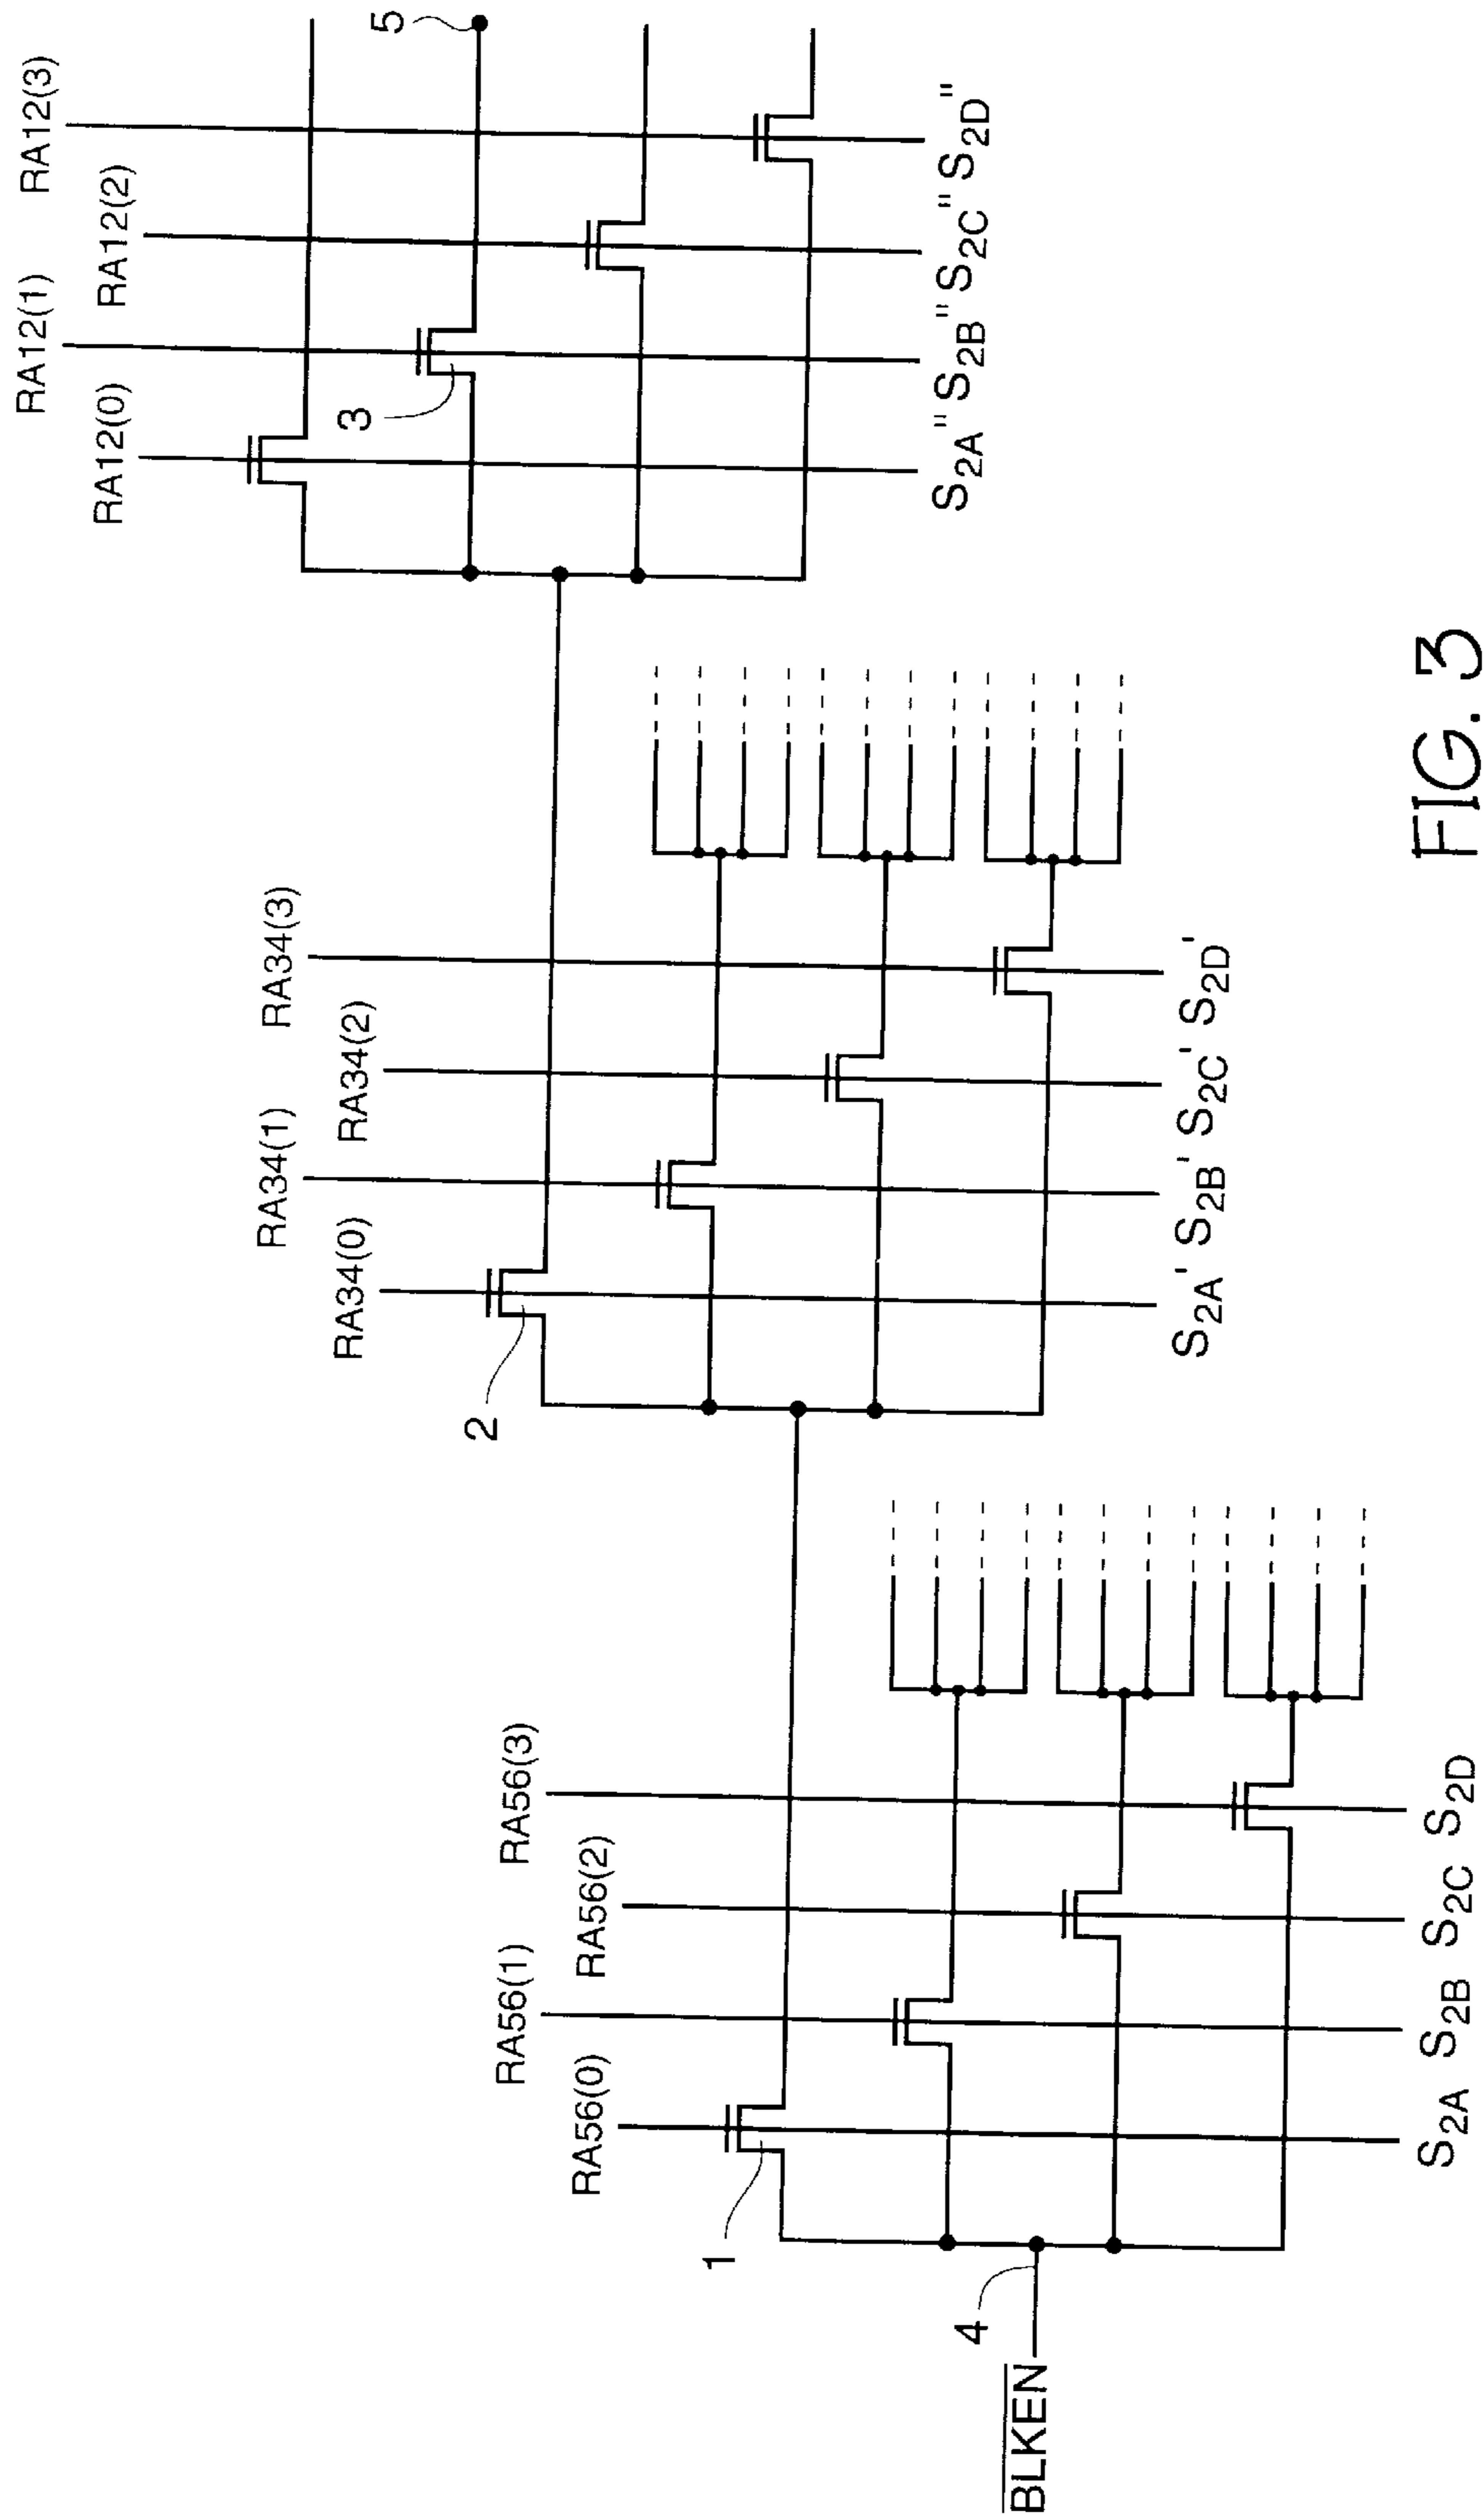 RA12(0)
RA12(1)
RA12(2)
RA12(3)
5
3
S2A" S2B" S2C" S2D"
RA34(0)
RA34(1)
RA34(2)
RA34(3)
2
S2A' S2B' S2C' S2D'
RA56(0)
RA56(1)
RA56(2)
RA56(3)
1
4
BLKEN
S2A S2B S2C S2D
FIG. 3